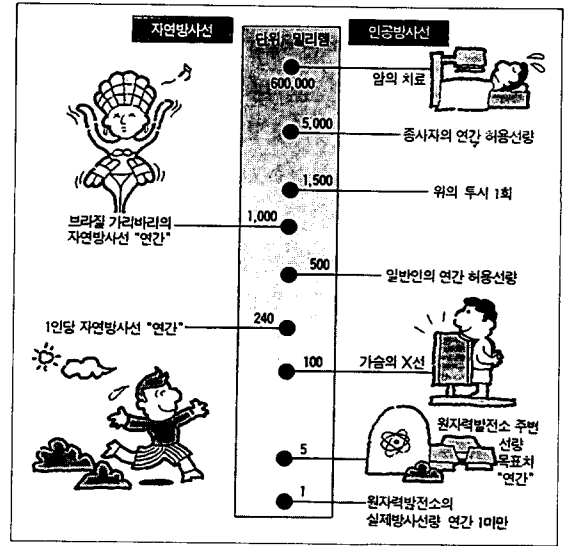 자연방사선
단위:밀리렘
인공방사선
600,000
암의 치료
5,000
종사자의 연간 허용선량
1,500
위의 투시 1회
1,000
브라질 가리바리의
자연방사선 "연간"
500
일반인의 연간 허용선량
240
1인당 자연방사선 "연간"
100
가슴의 X선
원자력발전소 주변
선량
목표치
"연간"
5
1
원자력발전소의
실제방사선량 연간 1미만